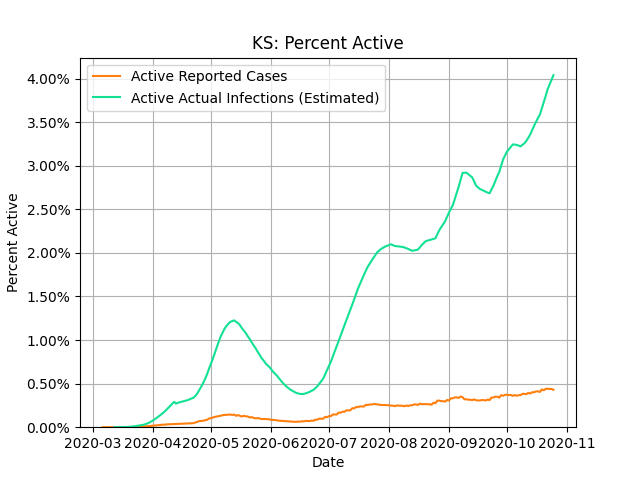 KS: Percent Active
Active Reported Cases
Active Actual Infections (Estimated)
4.00%
3.50%
3.00%
2.50%
2.00%
1.50%
1.00%
0.50%
0.00%
Percent Active
2020-03 2020-04 2020-05 2020-06 2020-07 2020-08 2020-09 2020-10 2020-11
Date